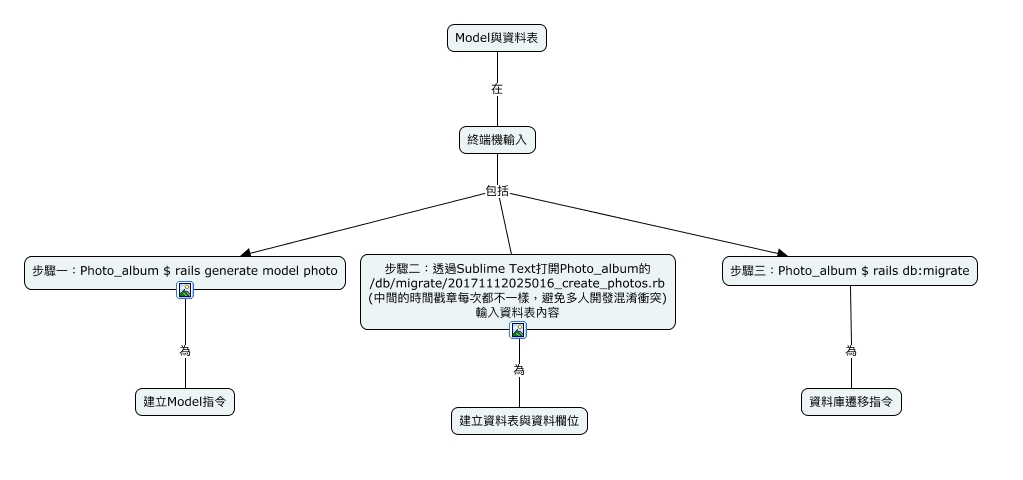 Model與資料表
在
終端機輸入
包括
步驟一：Photo_album $ rails generate model photo
步驟二：透過Sublime Text打開Photo_album的
/db/migrate/20171112025016_create_photos.rb
(中間的時間戳章每次都不一樣，避免多人開發混淆衝突)
輸入資料表內容
步驟三：Photo_album $ rails db:migrate
為
為
為
建立Model指令
建立資料表與資料欄位
資料庫遷移指令